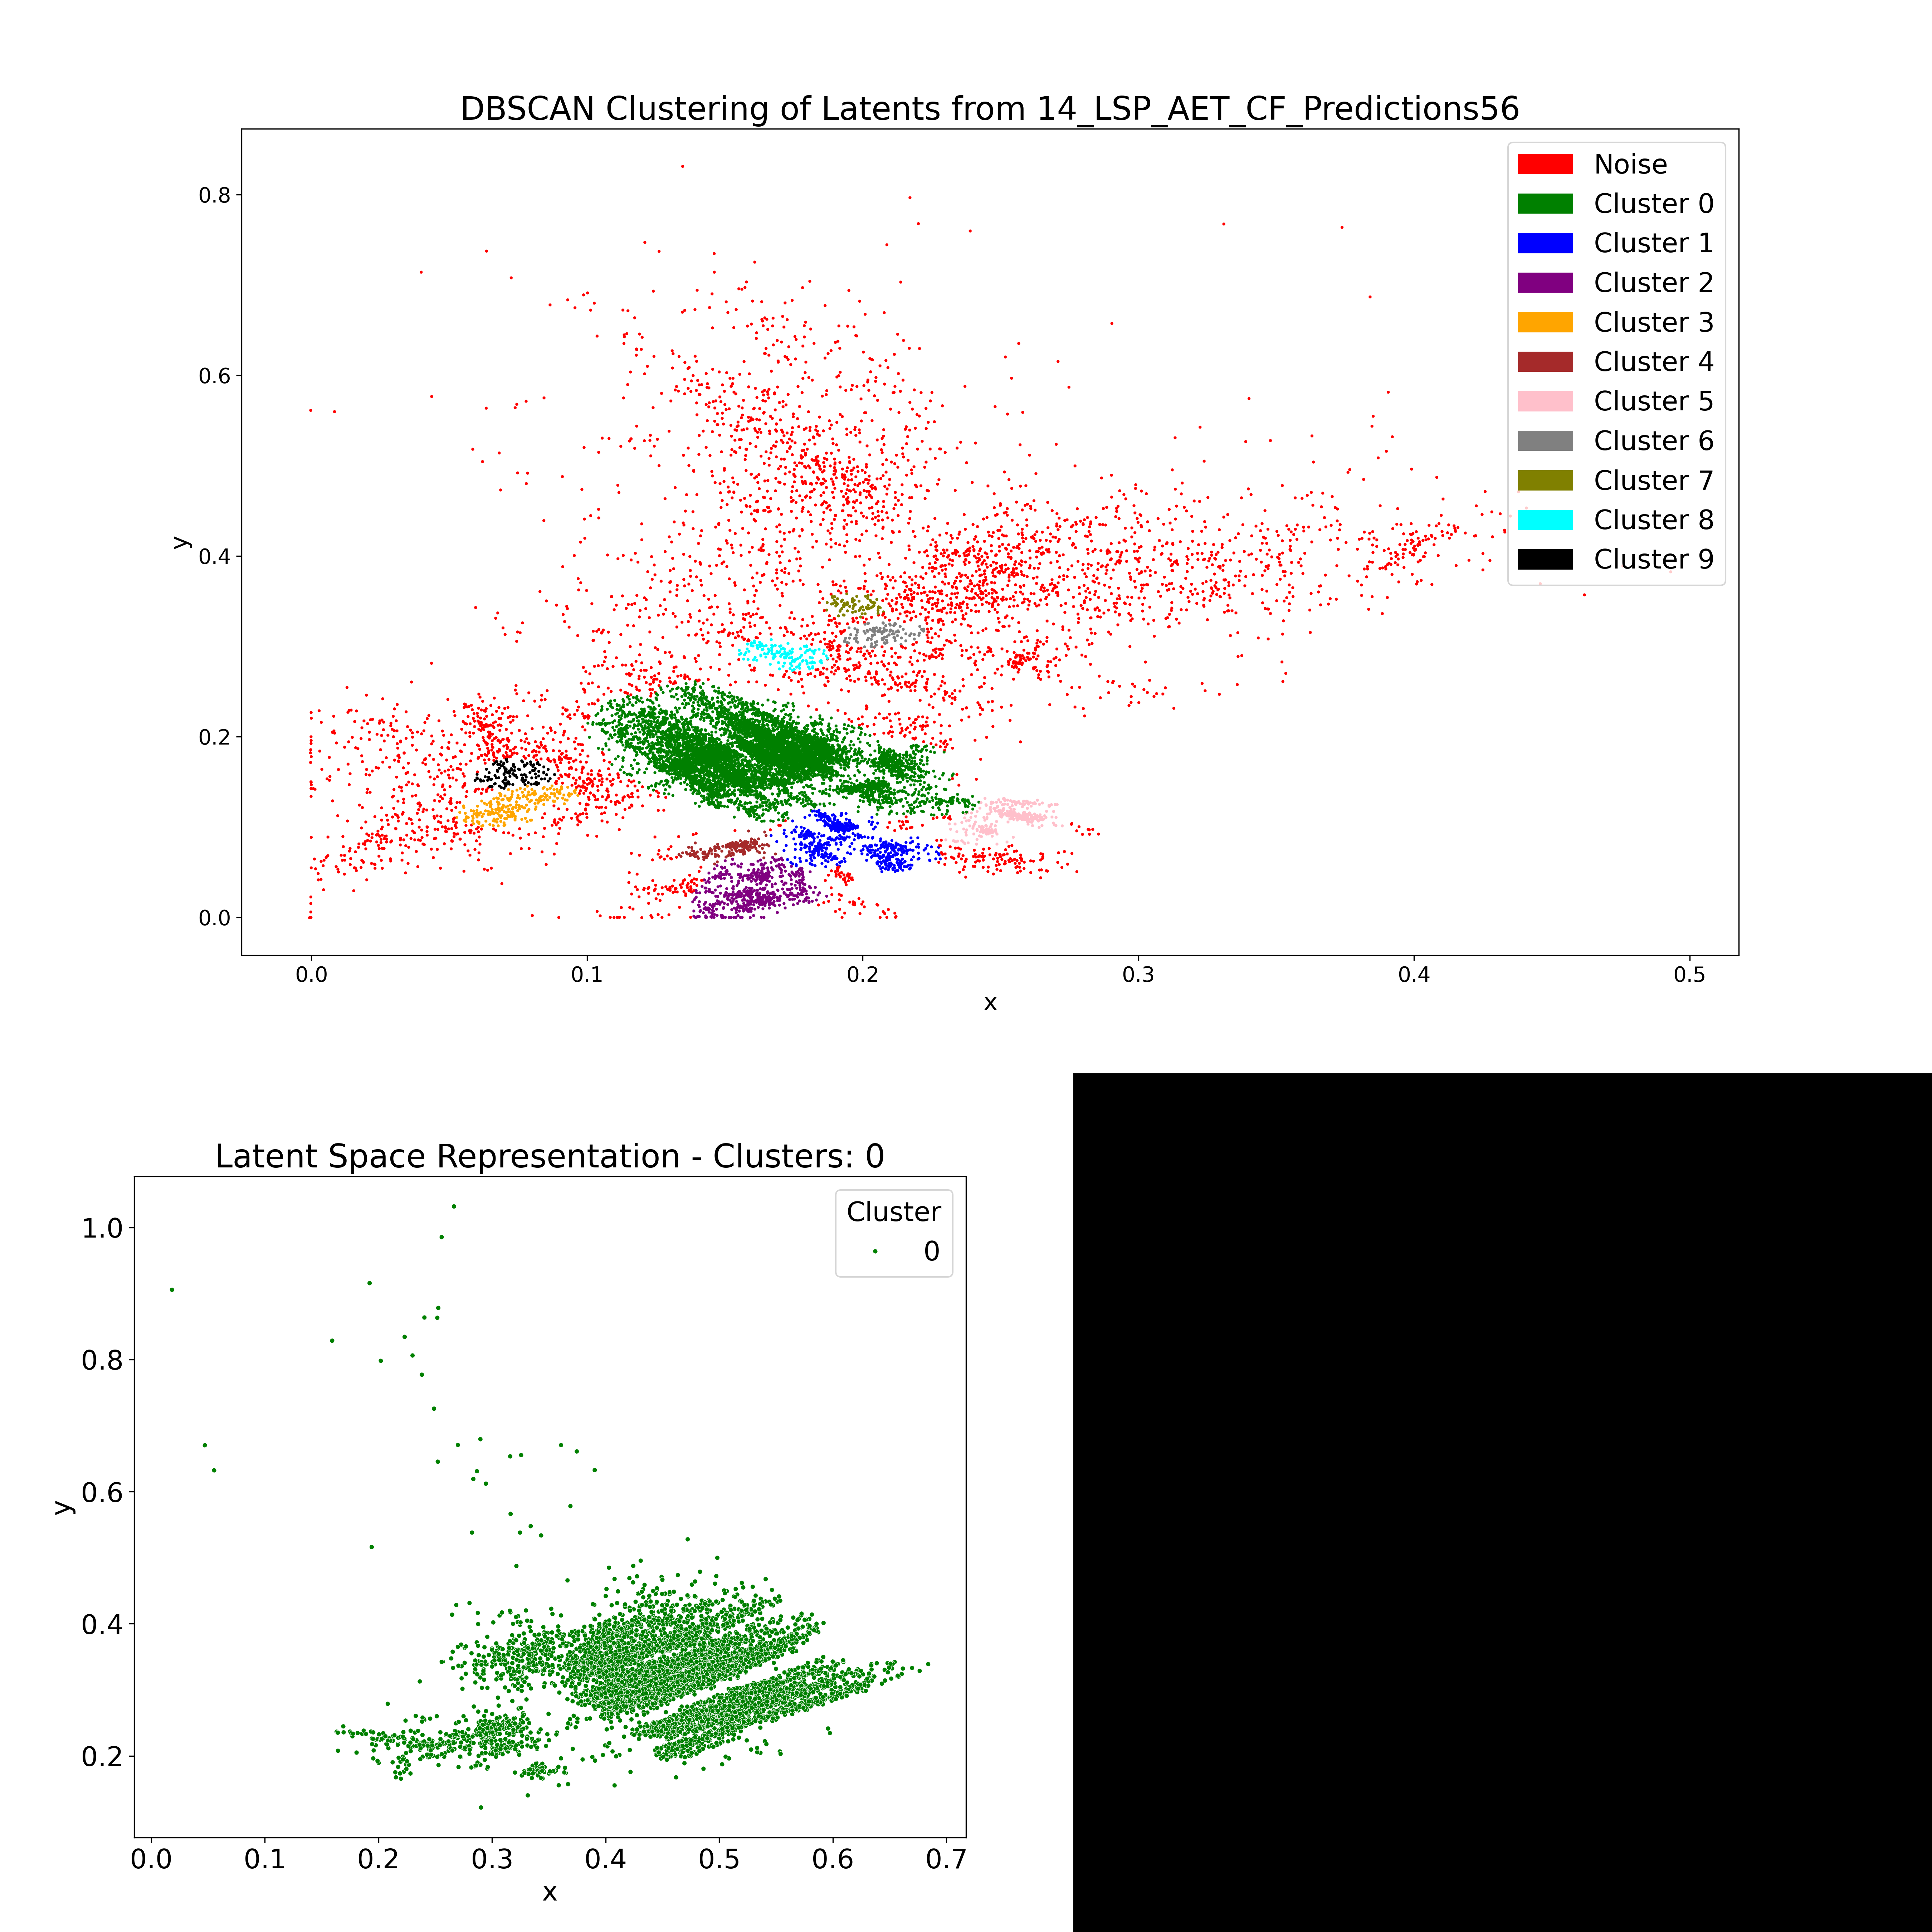 DBSCAN Clustering of Latents from 14_LSP_AET_CF_Predictions56
Noise
Cluster 0
Cluster 1
Cluster 2
Cluster 3
Cluster 4
Cluster 5
Cluster 6
Cluster 7
Cluster 8
Cluster 9
0.8
0.6
0.4
0.2
0.0
y
0.0 0.1 0.2 0.3 0.4 0.5
x
Latent Space Representation - Clusters: 0
Cluster
0
1.0
0.8
0.6
0.4
0.2
y
0.0 0.1 0.2 0.3 0.4 0.5 0.6 0.7
x